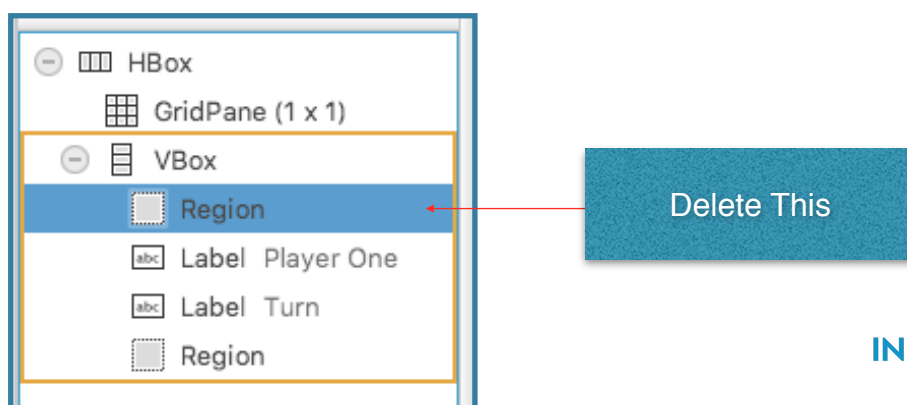 HBox
GridPane (1 x 1)
VBox
Region
Label Player One
Label Turn
Region
Delete This
IN